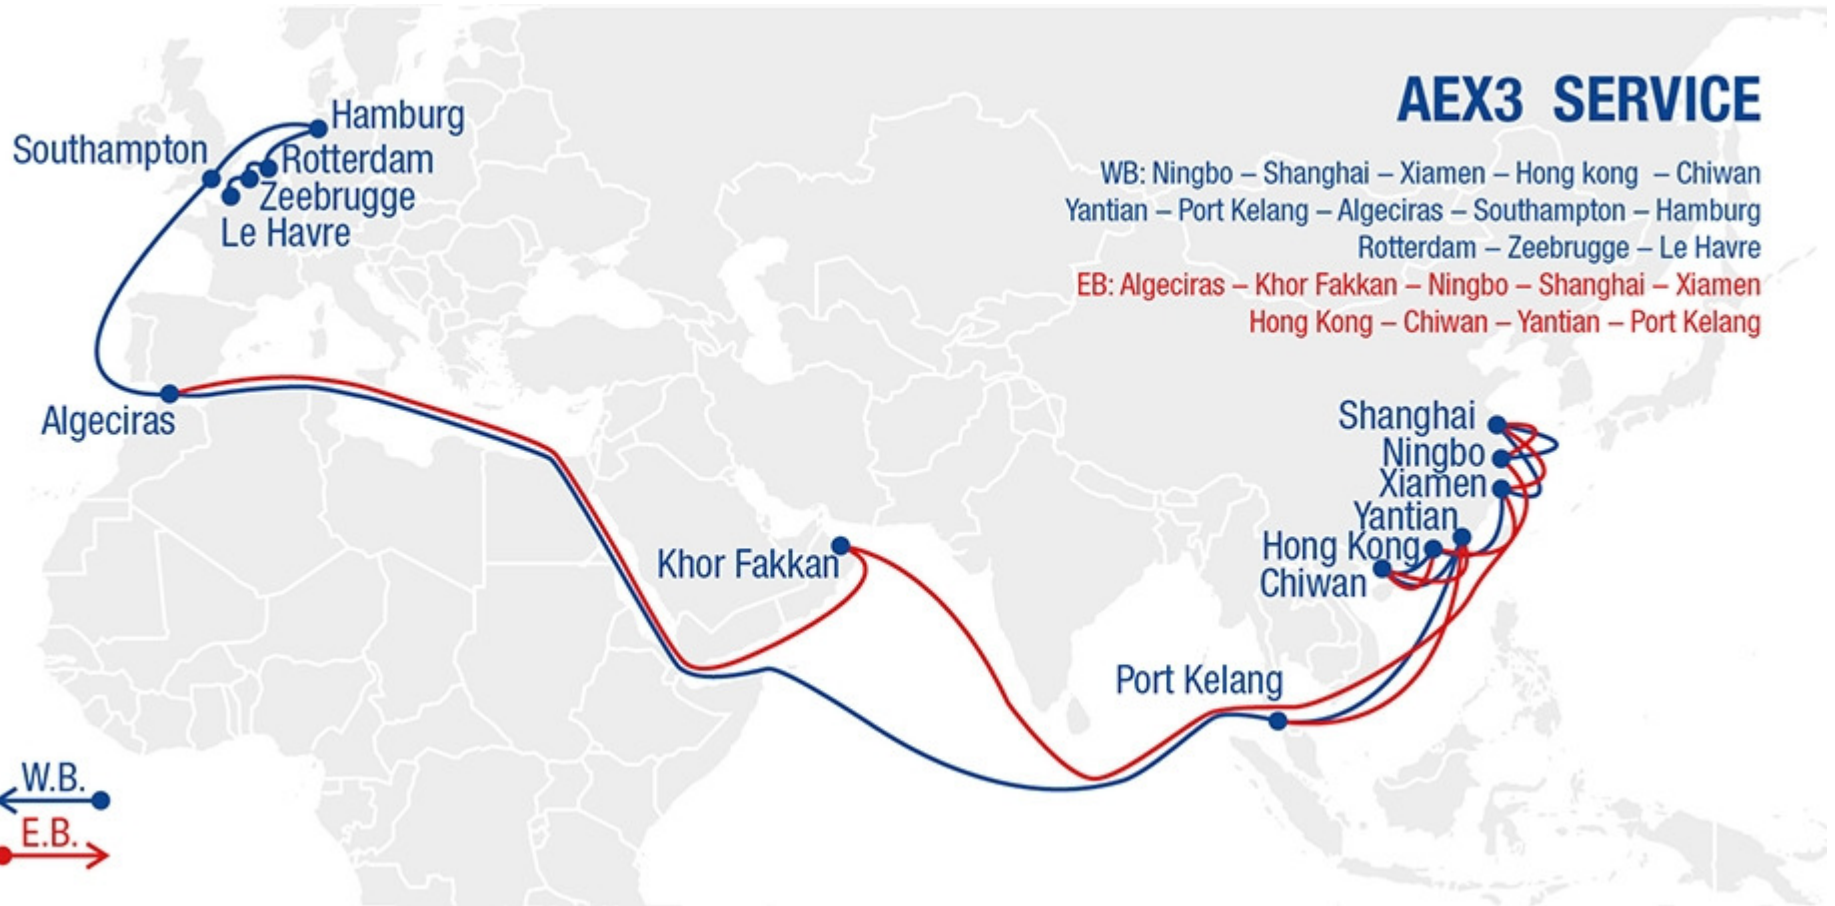 AEX3 SERVICE
WB: Ningbo – Shanghai – Xiamen – Hong kong – Chiwan
Yantian – Port Kelang – Algeciras – Southampton – Hamburg
Rotterdam – Zeebrugge – Le Havre
EB: Algeciras – Khor Fakkan – Ningbo – Shanghai – Xiamen
Hong Kong – Chiwan – Yantian – Port Kelang
Hamburg
Southampton
Rotterdam
Zeebrugge
Le Havre
Algeciras
Shanghai
Ningbo
Xiamen
Yantian
Hong Kong
Chiwan
Khor Fakkan
Port Kelang
W.B.
E.B.